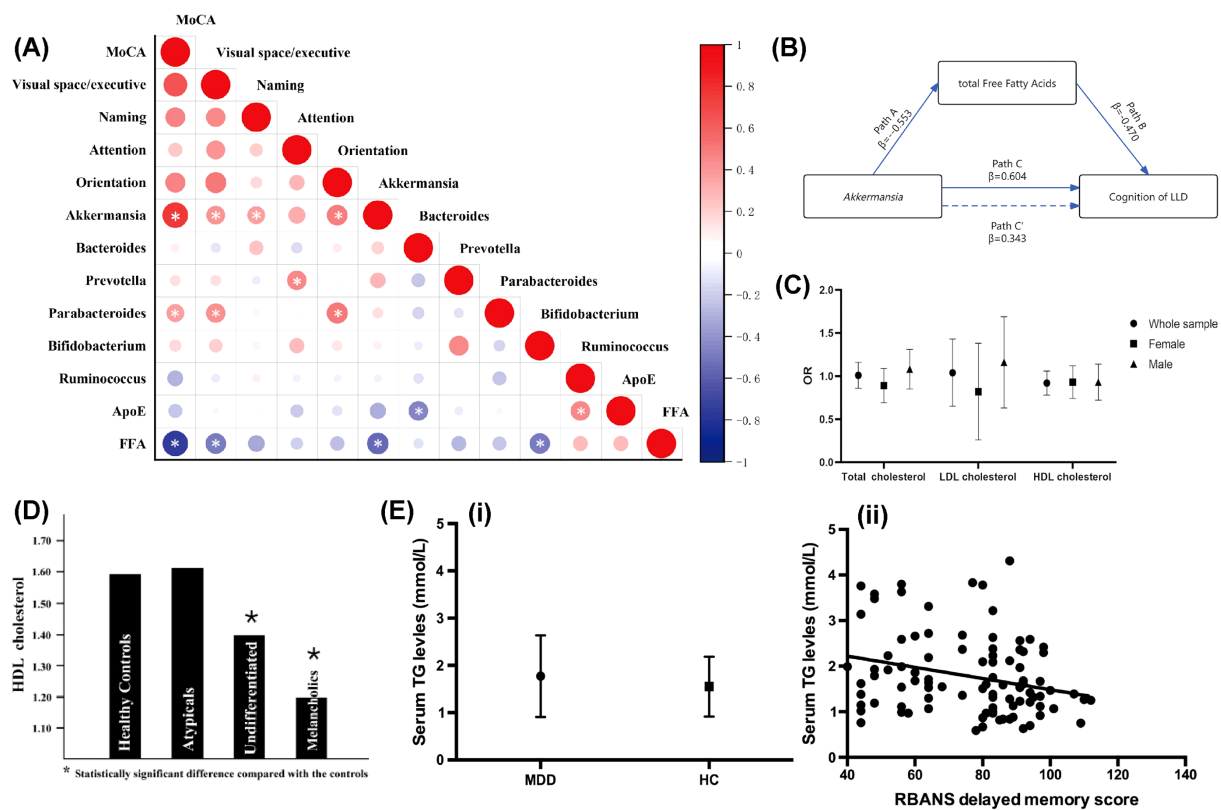 (A)
MoCA
MoCA
Visual space/executive
Visual space/executive
Naming
Naming
Attention
Attention
Orientation
Orientation
Akkermansia
Akkermansia
Bacteroides
Bacteroides
Prevotella
Prevotella
Parabacteroides
Parabacteroides
Bifidobacterium
Bifidobacterium
Ruminococcus
Ruminococcus
ApoE
ApoE
FFA
FFA
* * * * *
*
* * *
* *
* * * *
1
0.8
0.6
0.4
0.2
0
−0.2
−0.4
−0.6
−0.8
−1
(B)
total Free Fatty Acids
Path A
β=--0.553
Path B
β=-0.470
Akkermansia
Path C
β=0.604
Path C'
β=0.343
Cognition of LLD
(C)
OR
2.0
1.5
1.0
0.5
0.0
Total cholesterol
LDL cholesterol
HDL cholesterol
Whole sample
Female
Male
(D)
HDL cholesterol
1.70
1.60
1.50
1.40
1.30
1.20
1.10
Healthy Controls
Atypicals
Undifferentiated
*
Melancholics
*
* Statistically significant difference compared with the controls
(E)
(i)
Serum TG levles (mmol/L)
5
4
3
2
1
0
MDD
HC
(ii)
Serum TG levles (mmol/L)
5
4
3
2
1
0
40 60 80 100 120 140
RBANS delayed memory score